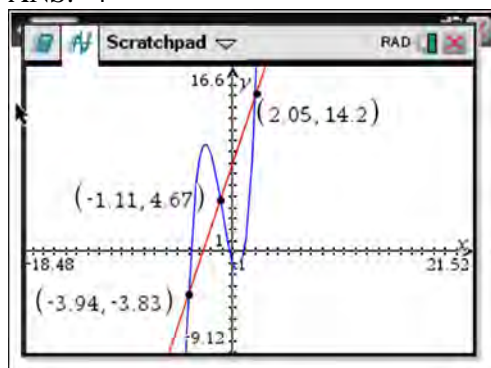 Scratchpad
RAD
16.6 y
(2.05, 14.2)
(-1.11, 4.67)
1
x
-18.48
1
21.52
(-3.94, -3.83)
-9.12